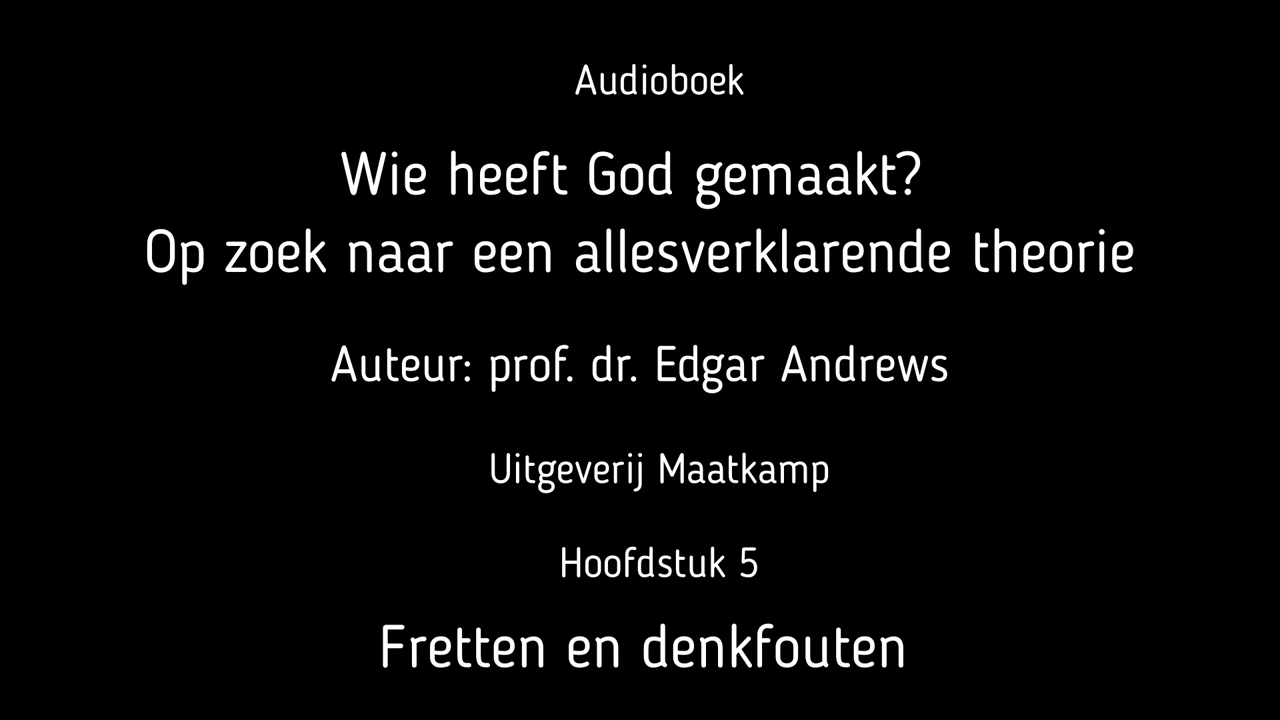 Audioboek
Wie heeft God gemaakt?
Op zoek naar een allesverklarende theorie
Auteur: prof. dr. Edgar Andrews
Uitgeverij Maatkamp
Hoofdstuk 5
Fretten en denkfouten